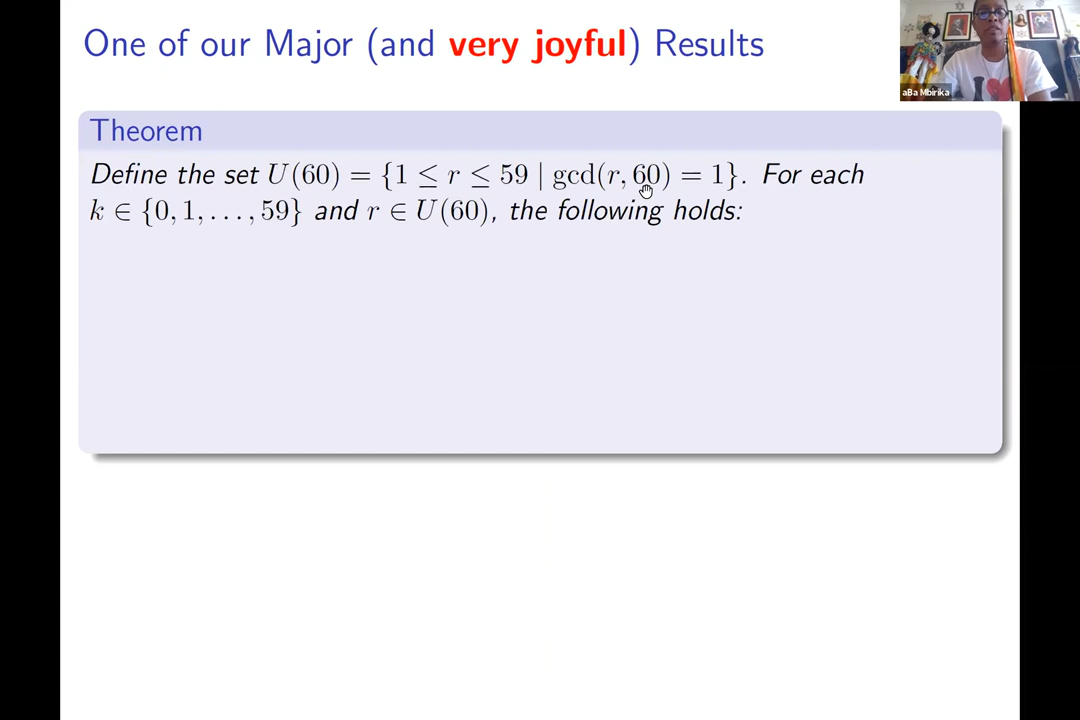 One of our Major (and very joyful) Results
aBa Mbirika
Theorem
Define the set U(60) = {1 ≤ r ≤ 59 | gcd(r, 60) = 1}. For each
k ∈ {0, 1, . . . , 59} and r ∈ U(60), the following holds: